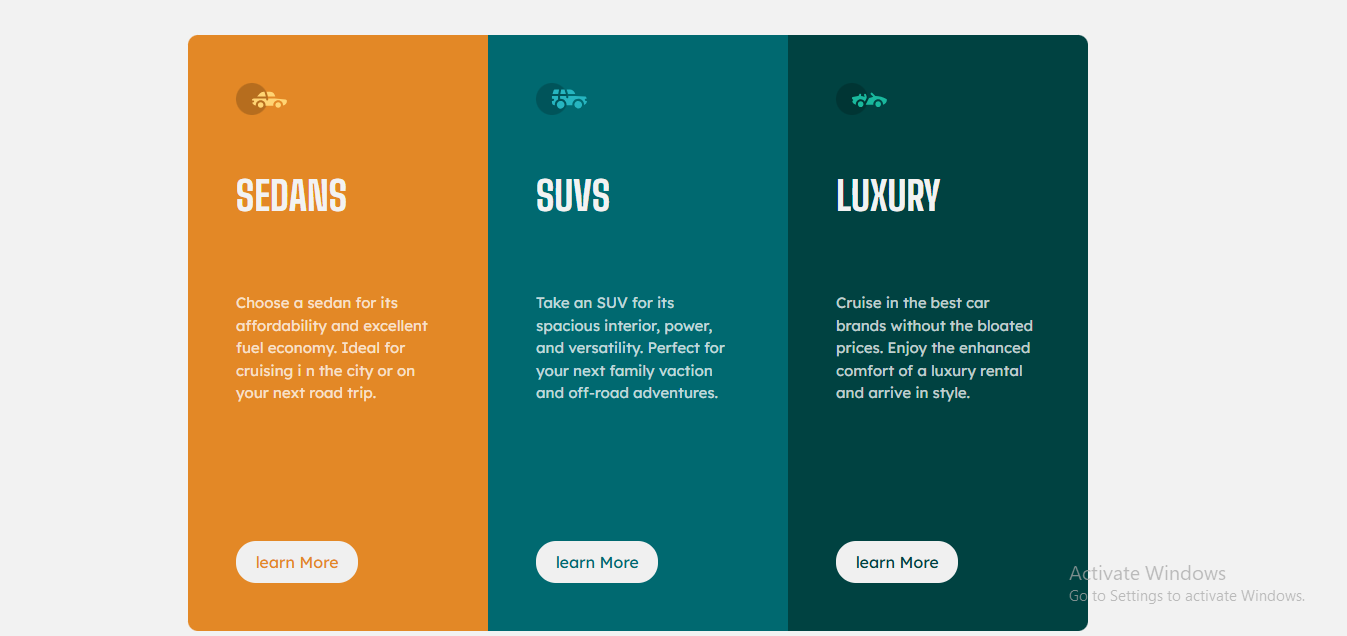 SEDANS
Choose a sedan for its
affordability and excellent
fuel economy. Ideal for
cruising i n the city or on
your next road trip.
learn More
SUVS
Take an SUV for its
spacious interior, power,
and versatility. Perfect for
your next family vaction
and off-road adventures.
learn More
LUXURY
Cruise in the best car
brands without the bloated
prices. Enjoy the enhanced
comfort of a luxury rental
and arrive in style.
learn More
Activate Windows
Go to Settings to activate Windows.